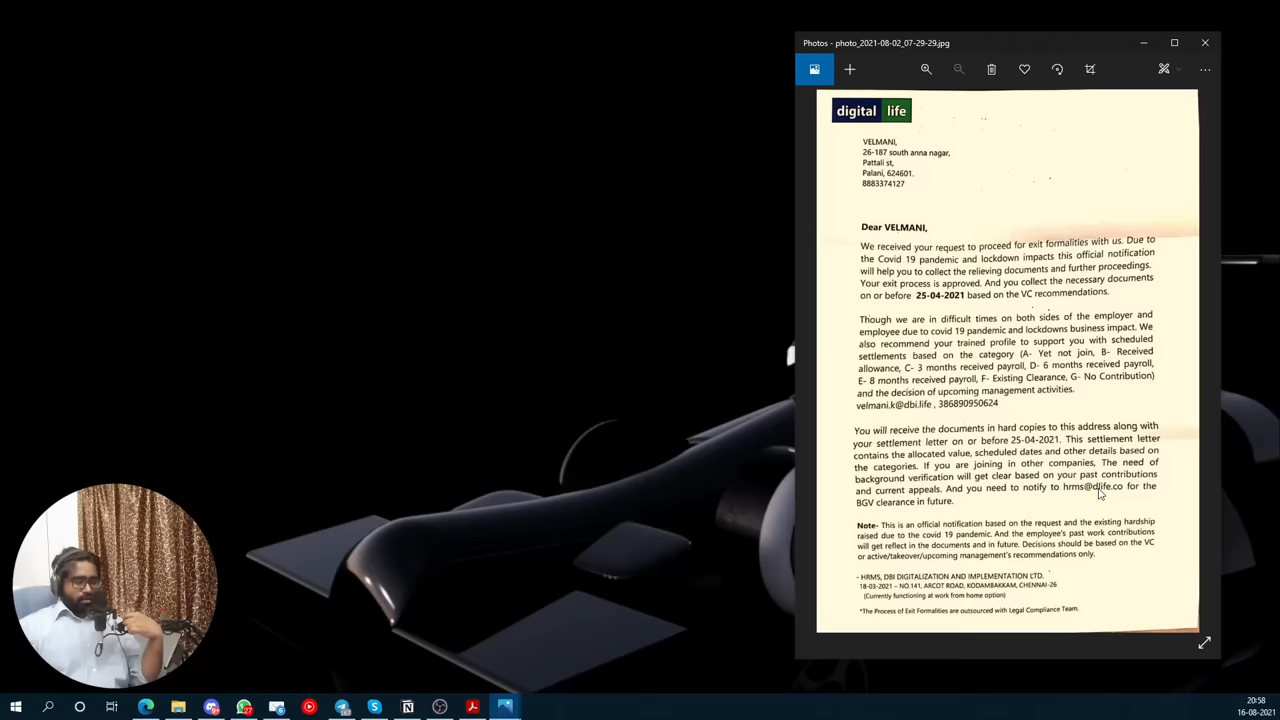 Photos - photo_2021-08-02_07-29-29.jpg
digital life
VELMANI,
26-187 south anna nagar,
Pattali st,
Palani, 624601.
8883374127
Dear VELMANI,
We received your request to proceed for exit formalities with us. Due to
the Covid 19 pandemic and lockdown impacts this official notification
will help you to collect the relieving documents and further proceedings.
Your exit process is approved. And you collect the necessary documents
on or before 25-04-2021 based on the VC recommendations.
Though we are in difficult times on both sides of the employer and
employee due to covid 19 pandemic and lockdowns business impact. We
also recommend your trained profile to support you with scheduled
settlements based on the category (A- Yet not join, B- Received
allowance, C- 3 months received payroll, D- 6 months received payroll,
E- 8 months received payroll, F- Existing Clearance, G- No Contribution)
and the decision of upcoming management activities.
velmani.k@dbi.life , 386890950624
You will receive the documents in hard copies to this address along with
your settlement letter on or before 25-04-2021. This settlement letter
contains the allocated value, scheduled dates and other details based on
the categories. If you are joining in other companies, The need of
background verification will get clear based on your past contributions
and current appeals. And you need to notify to hrms@dlife.co for the
BGV clearance in future.
Note- This is an official notification based on the request and the existing hardship
raised due to the covid 19 pandemic. And the employee's past work contributions
will get reflect in the documents and in future. Decisions should be based on the VC
or active/takeover/upcoming management's recommendations only.
- HRMS, DBI DIGITALIZATION AND IMPLEMENTATION LTD.
18-03-2021 – NO.141, ARCOT ROAD, KODAMBAKKAM, CHENNAI-26
(Currently functioning at work from home option)
*The Process of Exit Formalities are outsourced with Legal Compliance Team.
27
6
167
20:58
16-08-2021